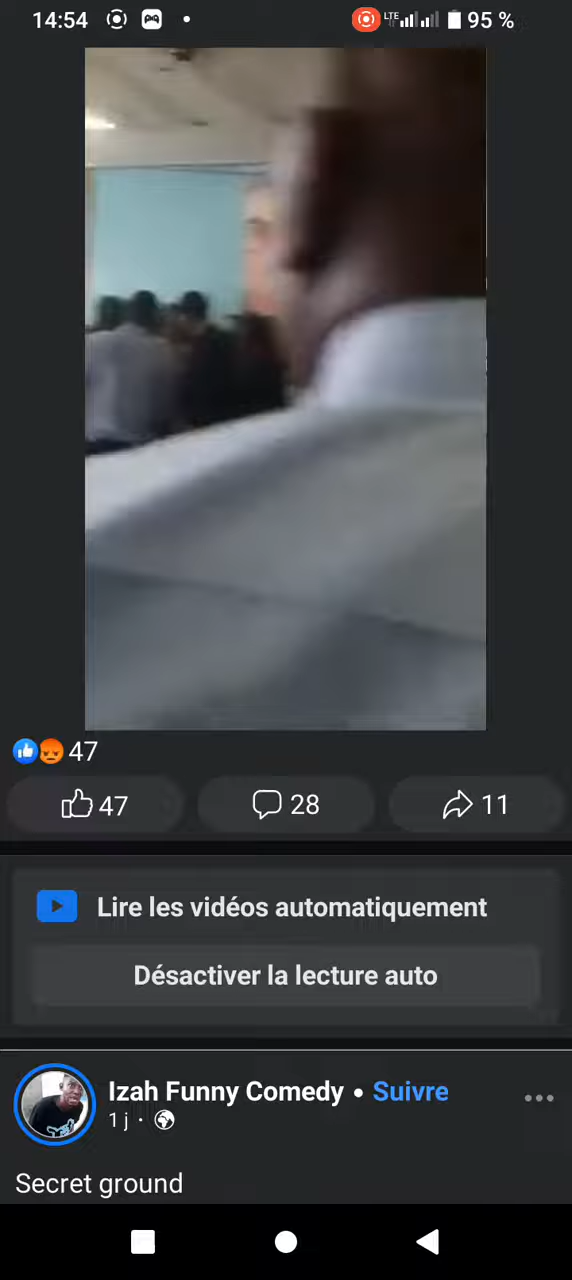 14:54
LTE
95 %
47
47
28
11
Lire les vidéos automatiquement
Désactiver la lecture auto
Izah Funny Comedy • Suivre
1 j ·
Secret ground